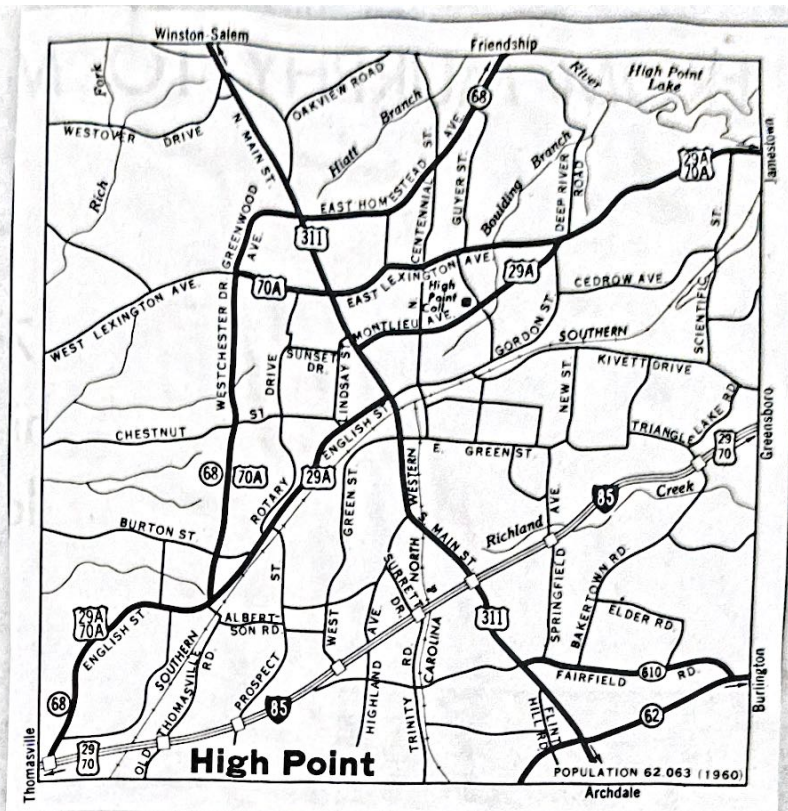 Winston-Salem
Friendship
Fork
Rich
WESTOVER DRIVE
N. MAIN ST.
OAKVIEW ROAD
Hiatt Branch
68
River
High Point
Lake
29A
70A
Jamestown
GREENWOOD
AVE.
EAST HOMESTEAD AVE.
CENTENNIAL ST.
GUYER ST.
Boulding Branch
DEEP RIVER
ROAD
311
70A
EAST LEXINGTON AVE.
29A
CEDROW AVE
SCIENTIFIC ST.
WEST LEXINGTON AVE.
WESTCHESTER DR
N.
High
Point
Coll.
MONTLIEU AVE.
GORDON ST.
SOUTHERN
SUNSET
DR.
DRIVE
LINDSAY ST
NEW ST.
KIVETT DRIVE
CHESTNUT ST
ENGLISH ST
E. GREEN ST.
TRIANGLE LAKE RD
29
70
Greensboro
68
70A
29A
ROTARY
GREEN ST.
WESTERN
85
Richland Creek
BURTON ST.
S. MAIN ST.
SPRINGFIELD AVE.
BAKERTOWN RD.
NORTH
SURRETT
DR.
ST
ALBERT-
SON RD.
WEST
AVE.
311
ELDER RD.
29A
70A
ENGLISH ST
SOUTHERN
OLD THOMASVILLE RD.
PROSPECT
HIGHLAND
TRINITY RD.
CAROLINA
FAIRFIELD RD.
610
Burlington
68
85
FLINT
HILL RD.
62
Thomasville
29
70
High Point
POPULATION 62.063 (1960)
Archdale